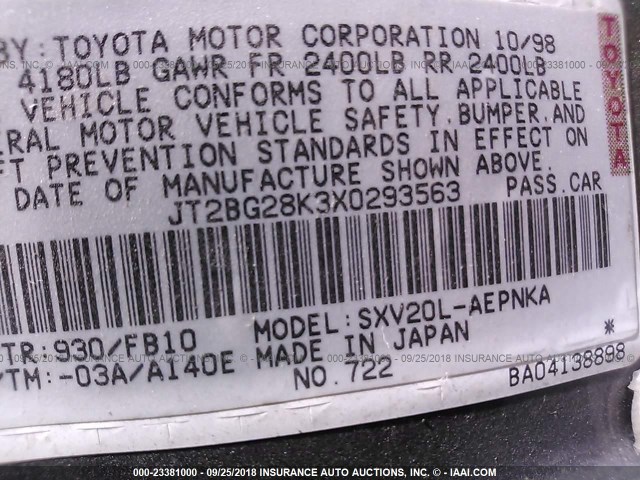 BY: TOYOTA MOTOR CORPORATION 10/98
4180LB GAWR FR 2400LB RR 2400LB
VEHICLE CONFORMS TO ALL APPLICABLE
ERAL MOTOR VEHICLE SAFETY, BUMPER, AND
FT PREVENTION STANDARDS IN EFFECT ON
DATE OF MANUFACTURE SHOWN ABOVE.
JT2BG28K3X0293563 PASS.CAR
TOYOTA
MODEL: SXV20L-AEPNKA
TR: 930/FB10 MADE IN JAPAN *
/TM: -03A/A140E NO. 722 BA04138898
000-23381000 - 09/25/2018 INSURANCE AUTO AUCTIONS, INC. - IAAI.COM